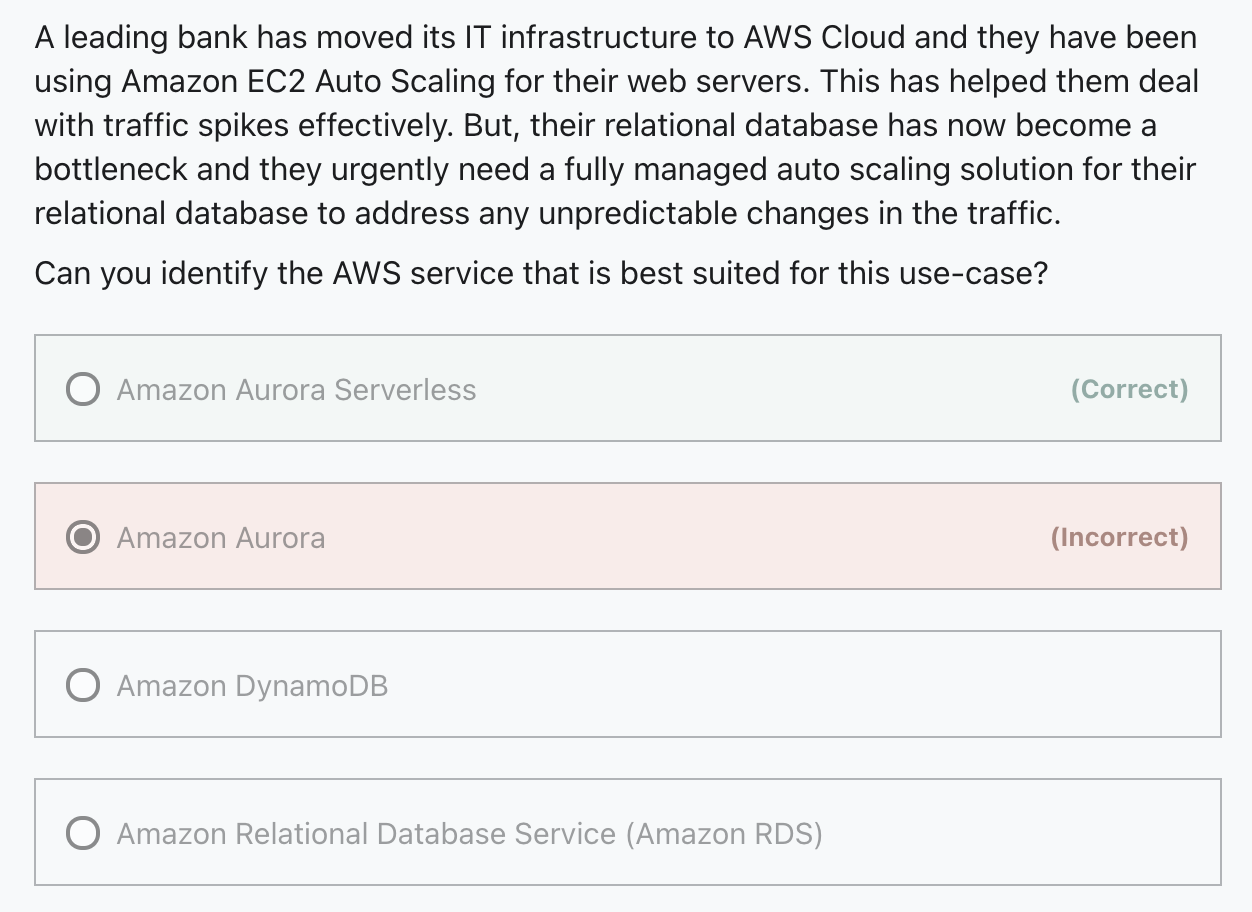 A leading bank has moved its IT infrastructure to AWS Cloud and they have been
using Amazon EC2 Auto Scaling for their web servers. This has helped them deal
with traffic spikes effectively. But, their relational database has now become a
bottleneck and they urgently need a fully managed auto scaling solution for their
relational database to address any unpredictable changes in the traffic.
Can you identify the AWS service that is best suited for this use-case?
Amazon Aurora Serverless (Correct)
Amazon Aurora (Incorrect)
Amazon DynamoDB
Amazon Relational Database Service (Amazon RDS)